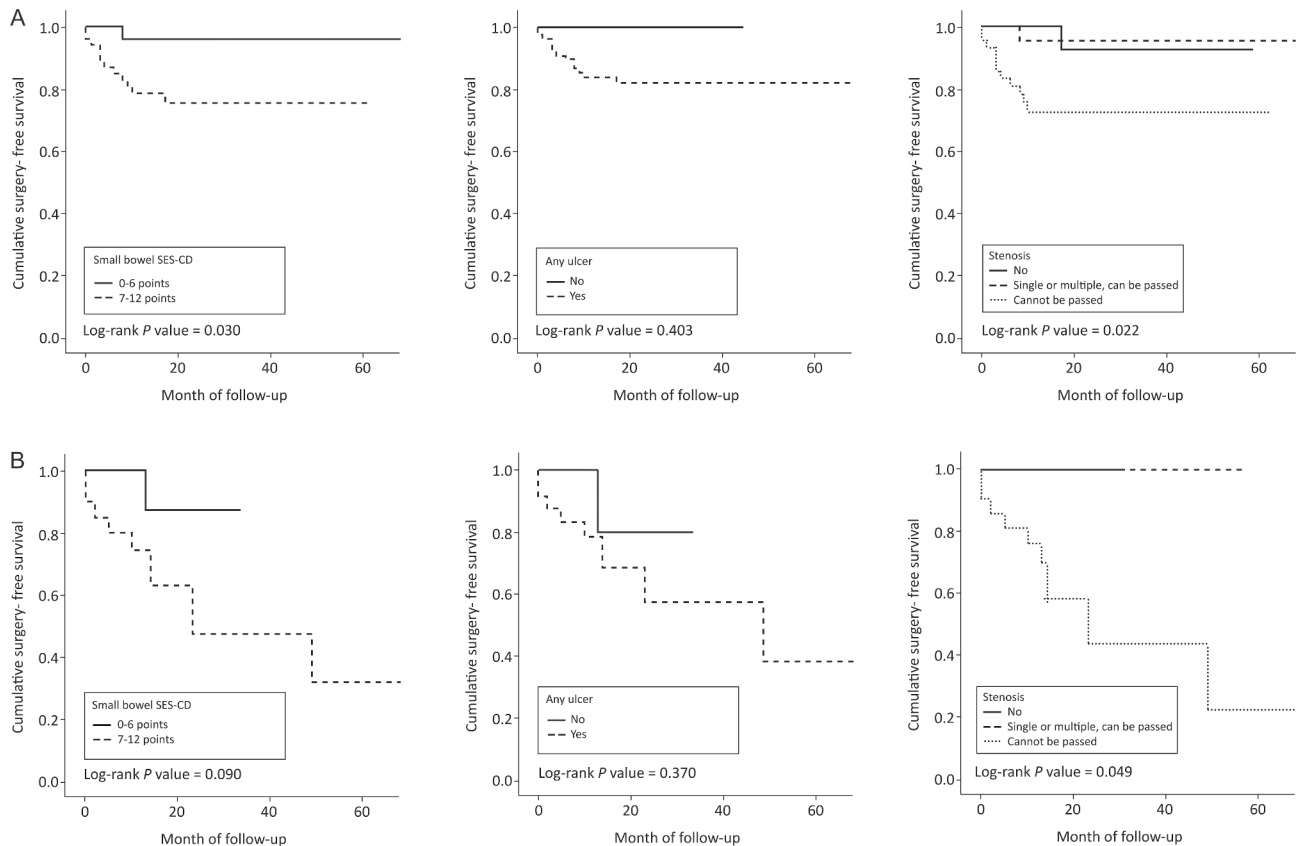 A
Cumulative surgery- free survival
1.0
0.8
0.6
0.4
0.2
0.0
Small bowel SES-CD
0-6 points
7-12 points
Log-rank P value = 0.030
0 20 40 60
Month of follow-up
Cumulative surgery- free survival
1.0
0.8
0.6
0.4
0.2
0.0
Any ulcer
No
Yes
Log-rank P value = 0.403
0 20 40 60
Month of follow-up
Cumulative surgery- free survival
1.0
0.8
0.6
0.4
0.2
0.0
Stenosis
No
Single or multiple, can be passed
Cannot be passed
Log-rank P value = 0.022
0 20 40 60
Month of follow-up
B
Cumulative surgery- free survival
1.0
0.8
0.6
0.4
0.2
0.0
Small bowel SES-CD
0-6 points
7-12 points
Log-rank P value = 0.090
0 20 40 60
Month of follow-up
Cumulative surgery- free survival
1.0
0.8
0.6
0.4
0.2
0.0
Any ulcer
No
Yes
Log-rank P value = 0.370
0 20 40 60
Month of follow-up
Cumulative surgery- free survival
1.0
0.8
0.6
0.4
0.2
0.0
Stenosis
No
Single or multiple, can be passed
Cannot be passed
Log-rank P value = 0.049
0 20 40 60
Month of follow-up